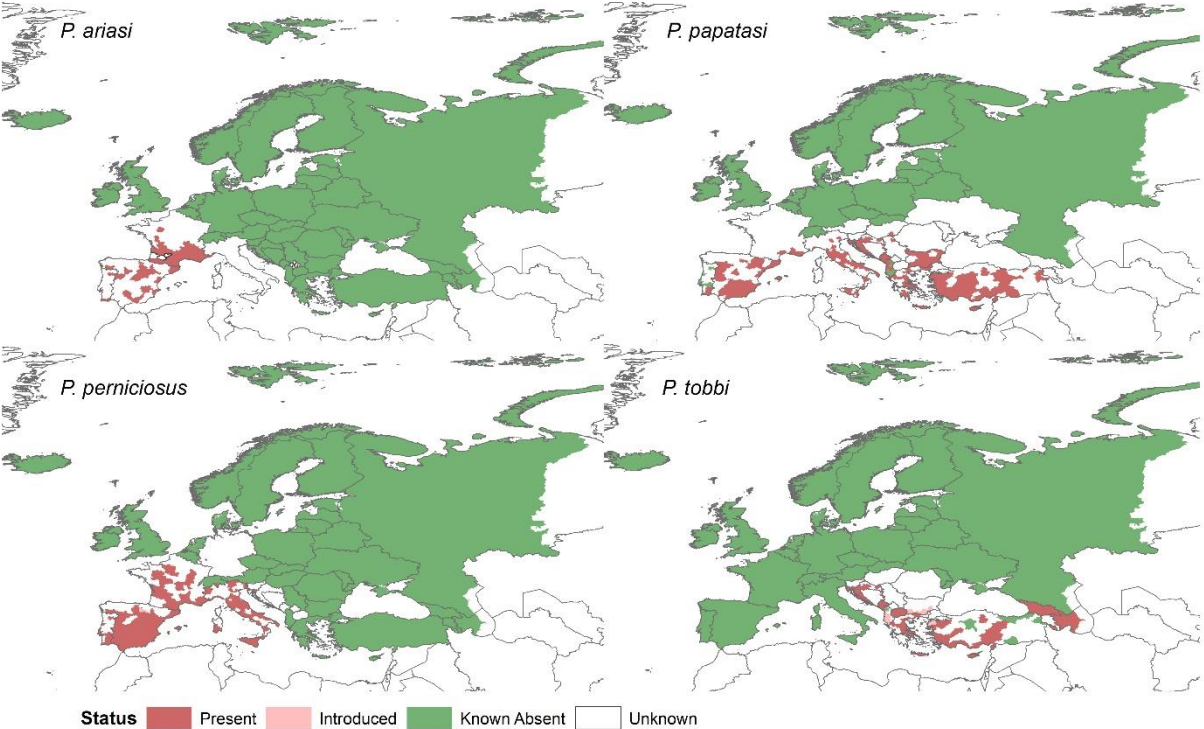 P. ariasi
P. papatasi
P. perniciosus
P. tobbi
Status Present Introduced Known Absent Unknown